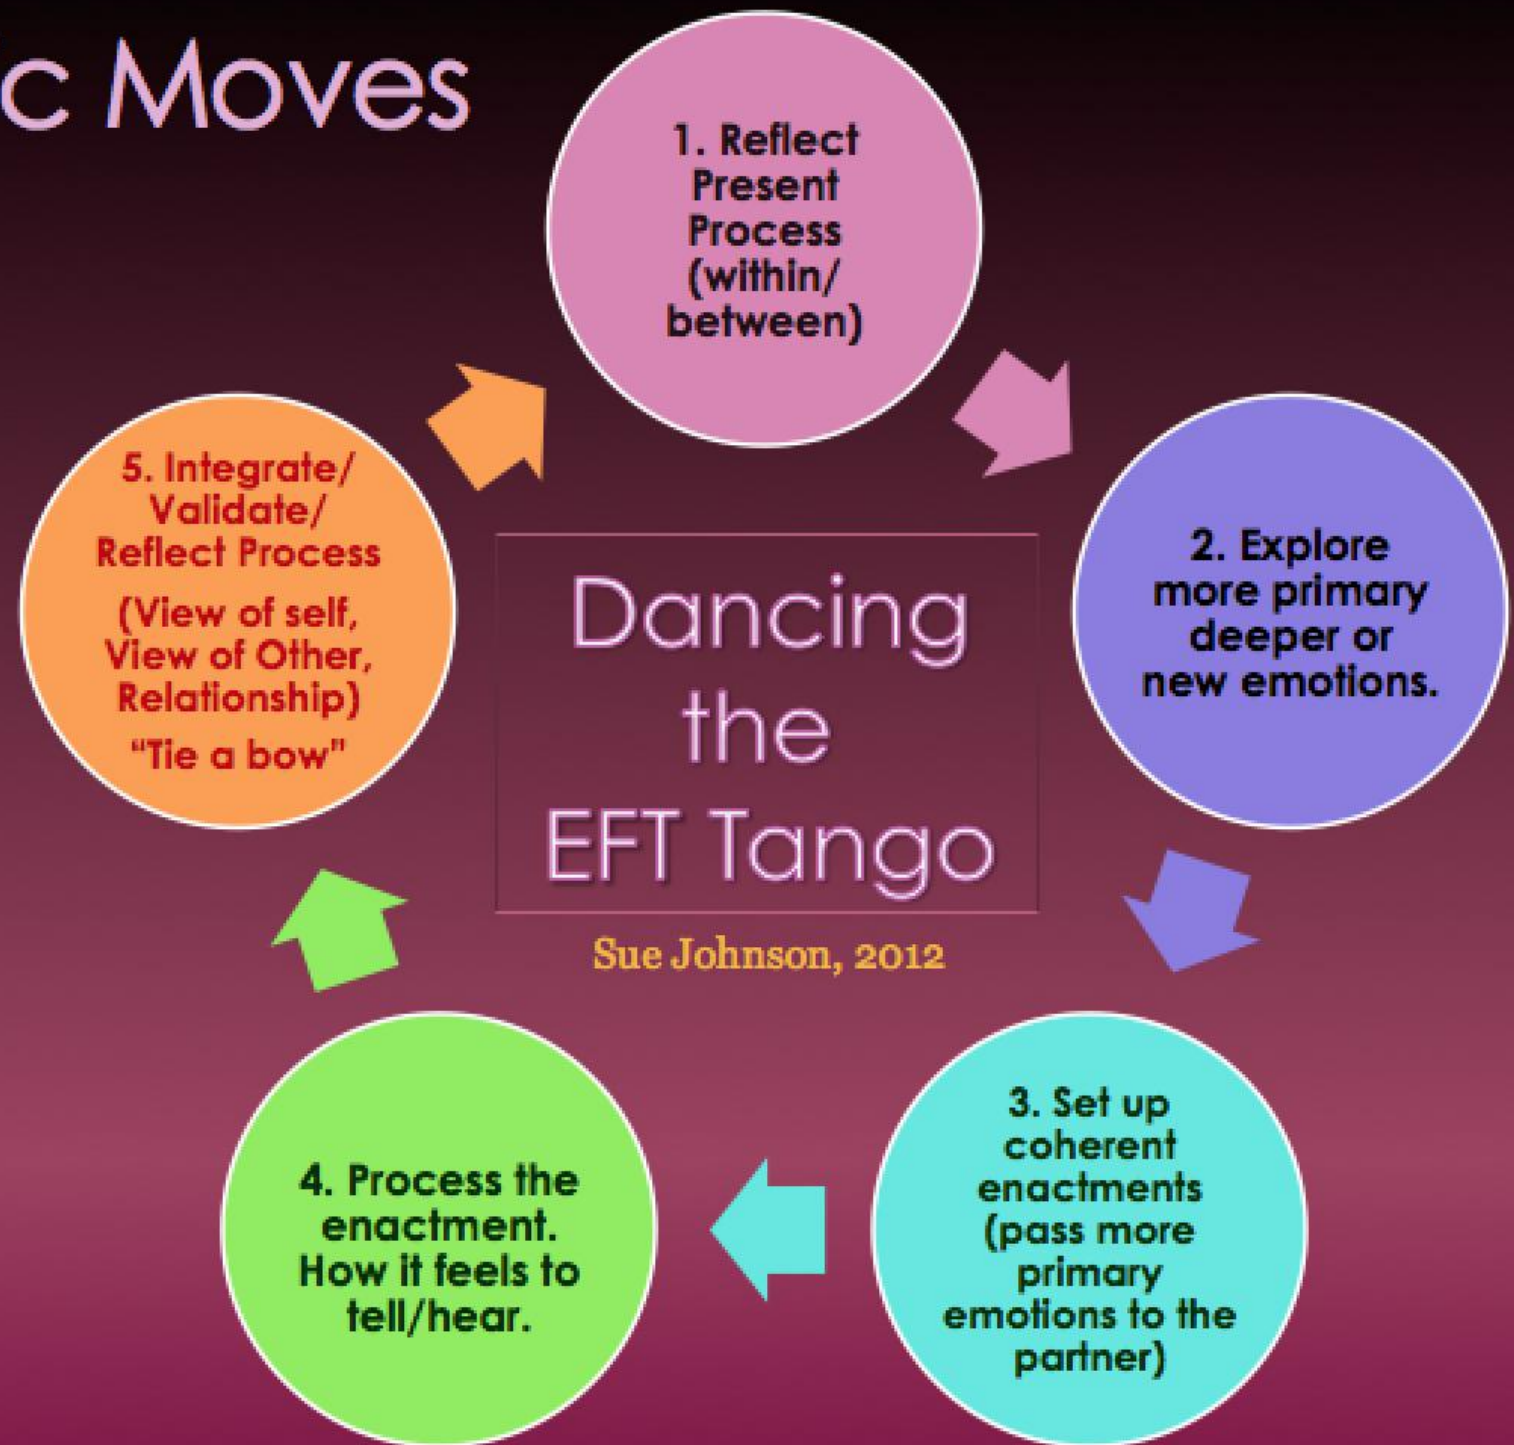 c Moves
1. Reflect
Present
Process
(within/
between)
2. Explore
more primary
deeper or
new emotions.
3. Set up
coherent
enactments
(pass more
primary
emotions to the
partner)
4. Process the
enactment.
How it feels to
tell/hear.
5. Integrate/
Validate/
Reflect Process
(View of self,
View of Other,
Relationship)
“Tie a bow”
Dancing
the
EFT Tango
Sue Johnson, 2012